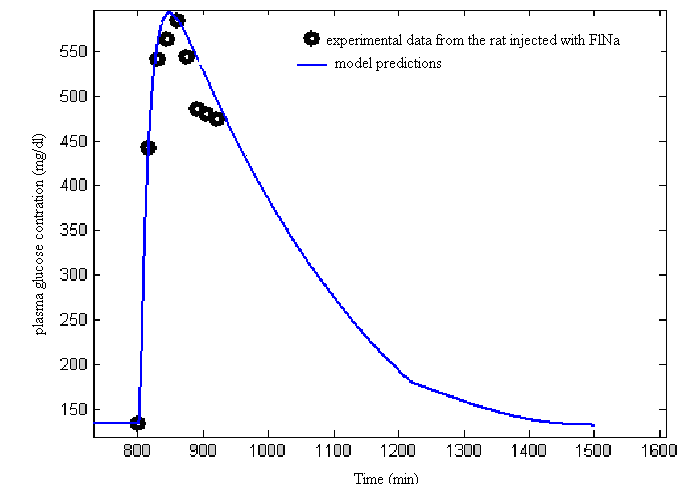 experimental data from the rat injected with FlNa
model predictions
plasma glucose contration (mg/dl)
550
500
450
400
350
300
250
200
150
800 900 1000 1100 1200 1300 1400 1500 1600
Time (min)